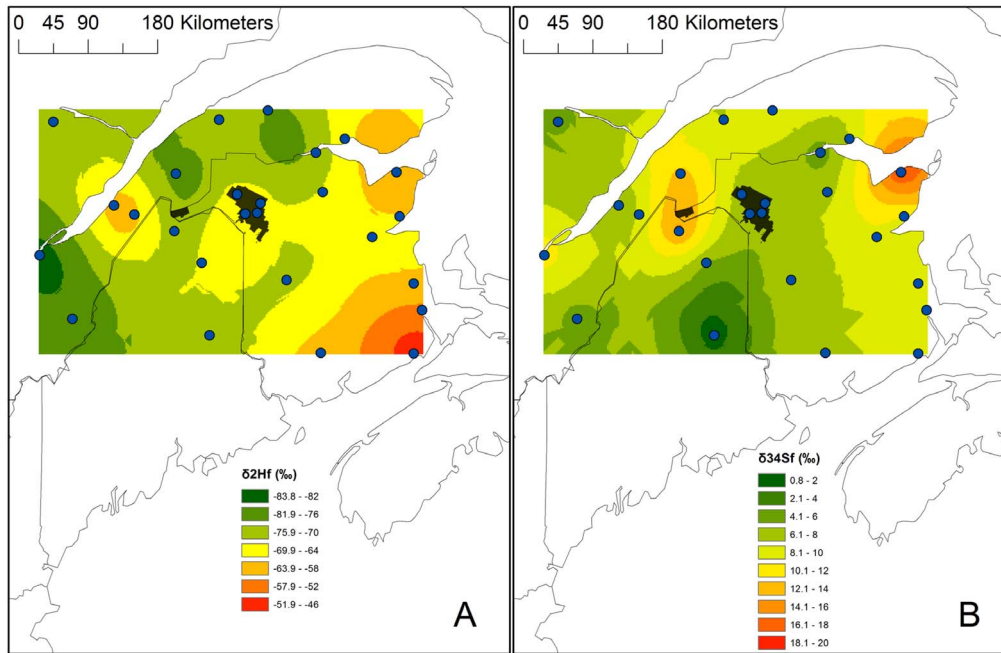 0 45 90 180 Kilometers
δ2Hf (‰)
-83.8 - -82
-81.9 - -76
-75.9 - -70
-69.9 - -64
-63.9 - -58
-57.9 - -52
-51.9 - -46
A
0 45 90 180 Kilometers
δ34Sf (‰)
0.8 - 2
2.1 - 4
4.1 - 6
6.1 - 8
8.1 - 10
10.1 - 12
12.1 - 14
14.1 - 16
16.1 - 18
18.1 - 20
B